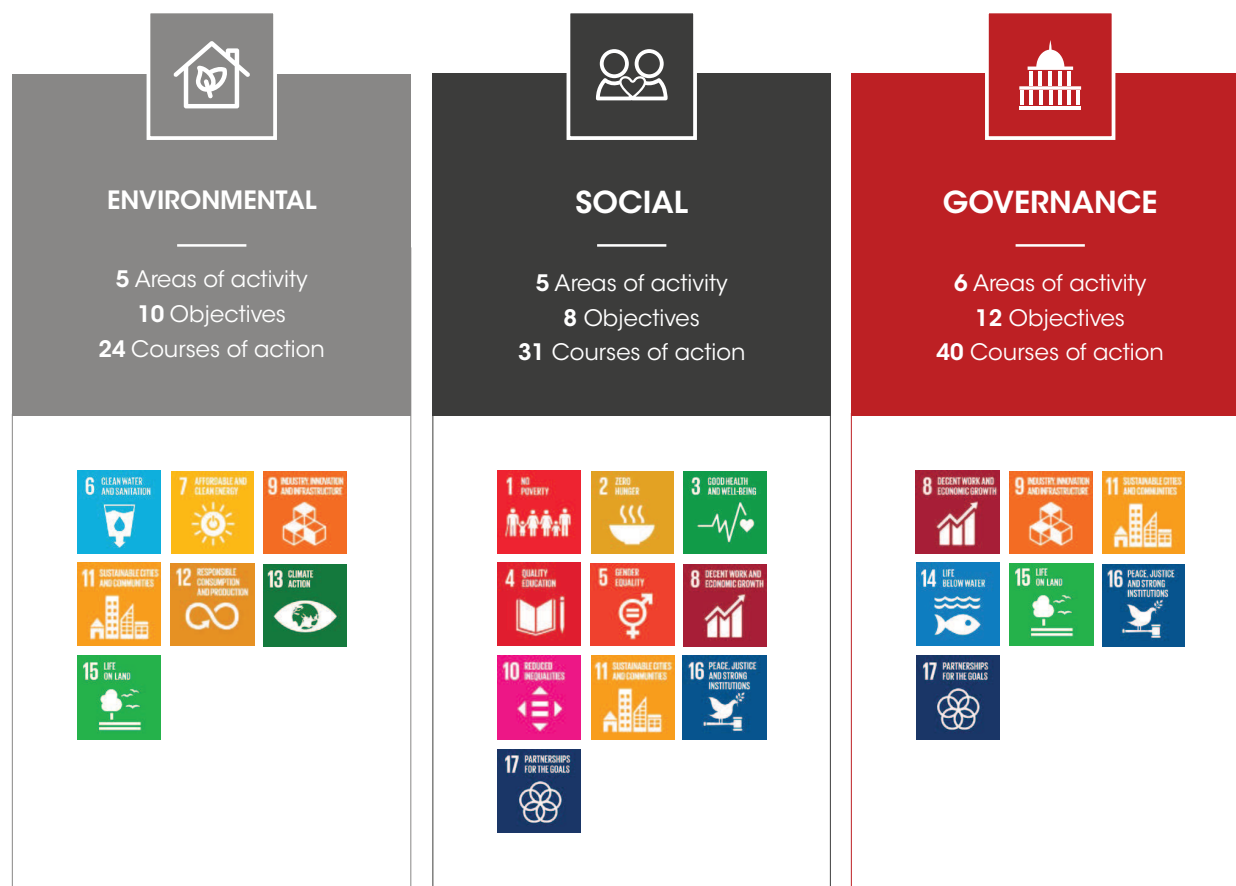 ENVIRONMENTAL
5 Areas of activity
10 Objectives
24 Courses of action
6 CLEAN WATER
AND SANITATION
7 AFFORDABLE AND
CLEAN ENERGY
9 INDUSTRY, INNOVATION
AND INFRASTRUCTURE
11 SUSTAINABLE CITIES
AND COMMUNITIES
12 RESPONSIBLE
CONSUMPTION
AND PRODUCTION
13 CLIMATE
ACTION
15 LIFE
ON LAND
SOCIAL
5 Areas of activity
8 Objectives
31 Courses of action
1 NO
POVERTY
2 ZERO
HUNGER
3 GOOD HEALTH
AND WELL-BEING
4 QUALITY
EDUCATION
5 GENDER
EQUALITY
8 DECENT WORK AND
ECONOMIC GROWTH
10 REDUCED
INEQUALITIES
11 SUSTAINABLE CITIES
AND COMMUNITIES
16 PEACE, JUSTICE
AND STRONG
INSTITUTIONS
17 PARTNERSHIPS
FOR THE GOALS
GOVERNANCE
6 Areas of activity
12 Objectives
40 Courses of action
8 DECENT WORK AND
ECONOMIC GROWTH
9 INDUSTRY, INNOVATION
AND INFRASTRUCTURE
11 SUSTAINABLE CITIES
AND COMMUNITIES
14 LIFE
BELOW WATER
15 LIFE
ON LAND
16 PEACE, JUSTICE
AND STRONG
INSTITUTIONS
17 PARTNERSHIPS
FOR THE GOALS